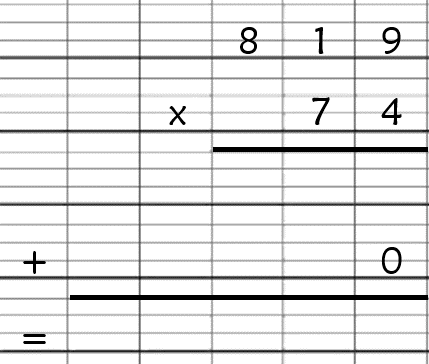 8 1 9
x 7 4
+ 0
=